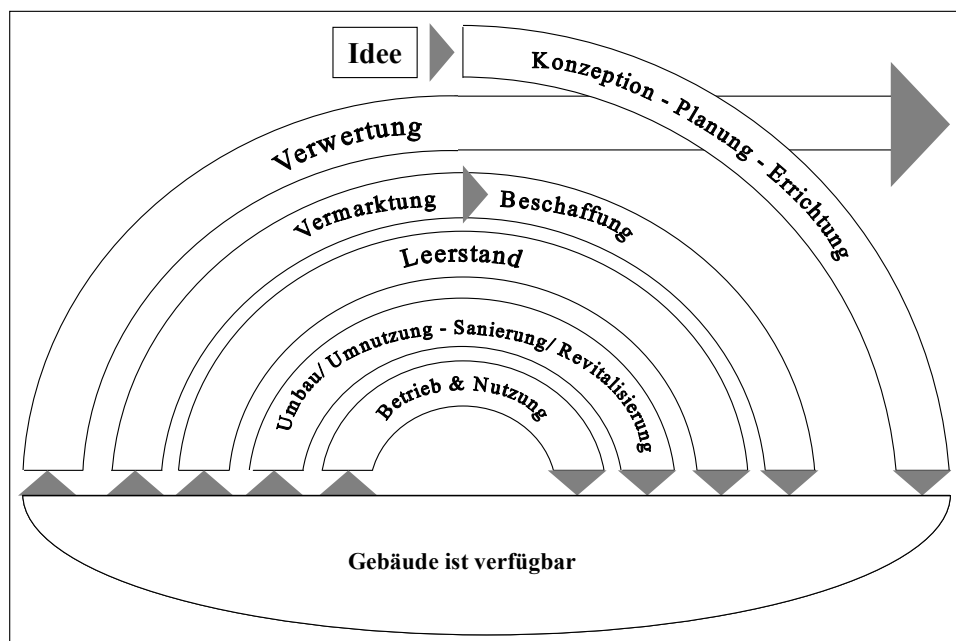 Idee
Konzeption - Planung - Errichtung
Verwertung
Vermarktung
Beschaffung
Leerstand
Umbau/ Umnutzung - Sanierung/ Revitalisierung
Betrieb & Nutzung
Gebäude ist verfügbar